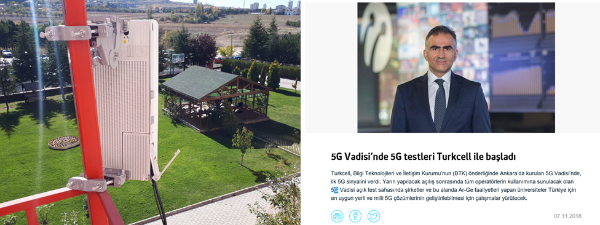 5G Vadisi'nde 5G testleri Turkcell ile başladı
Turkcell, Bilgi Teknolojileri ve İletişim Kurumu'nun (BTK) önderliğinde Ankara'da kurulan 5G Vadisi'nde,
ilk 5G sinyalini verdi. Yarın yapılacak açılış sonrasında tüm operatörlerin kullanımına sunulacak olan
5G Vadisi açık test sahasında şirketler ve bu alanda Ar-Ge faaliyetleri yapan üniversiteler Türkiye için
en uygun yerli ve milli 5G çözümlerinin geliştirilebilmesi için çalışmalar yürütecek.
07.11.2018